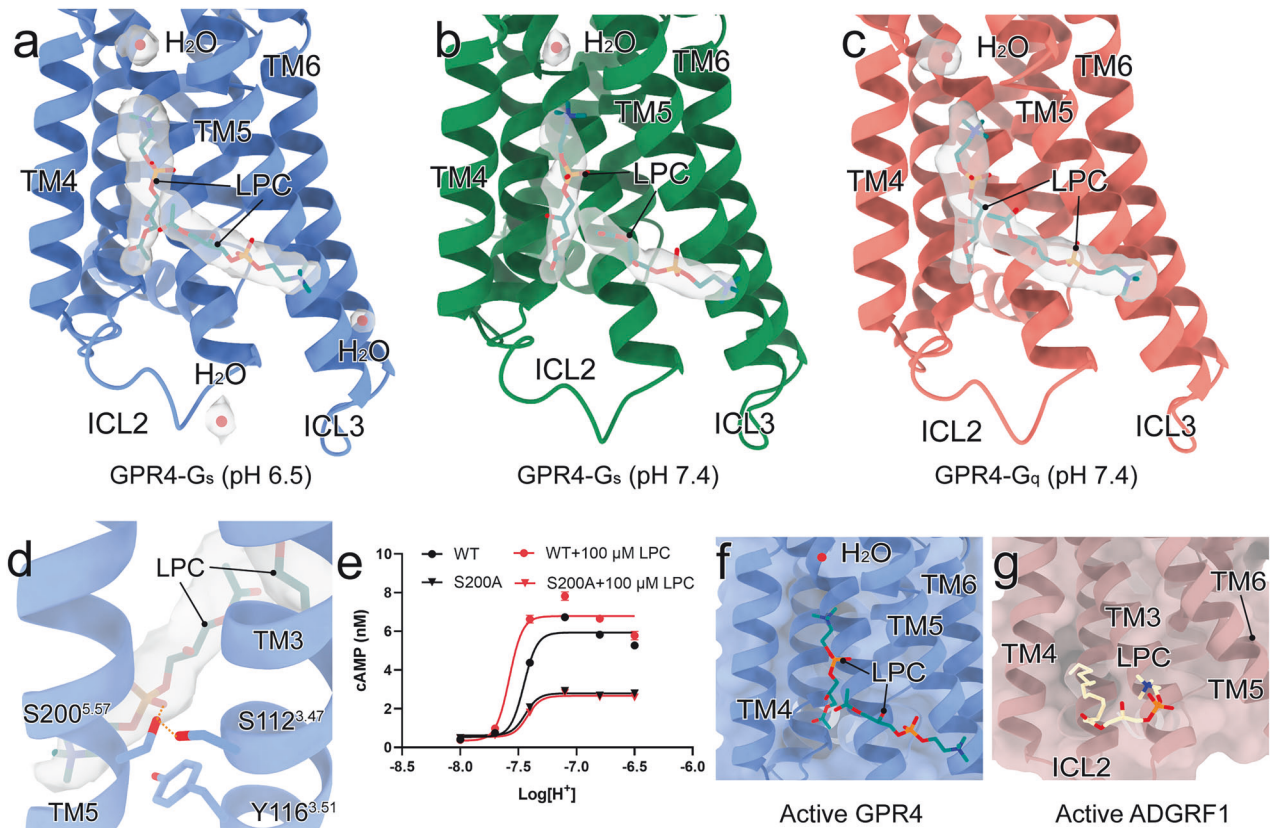 a
H₂O
TM6
TM5
TM4
LPC
H₂O
H₂O
ICL2
ICL3
GPR4-Gs (pH 6.5)
b
H₂O
TM6
TM5
TM4
LPC
ICL2
ICL3
GPR4-Gs (pH 7.4)
c
H₂O
TM6
TM5
TM4
LPC
ICL2
ICL3
GPR4-Gq (pH 7.4)
d
LPC
TM3
S200⁵·⁵⁷
S112³·⁴⁷
TM5
Y116³·⁵¹
e
WT
WT+100 µM LPC
S200A
S200A+100 µM LPC
cAMP (nM)
10
8
6
4
2
0
-8.5
-8.0
-7.5
-7.0
-6.5
-6.0
Log[H⁺]
f
H₂O
TM6
TM5
LPC
TM4
Active GPR4
g
TM6
TM3
TM4
LPC
TM5
ICL2
Active ADGRF1